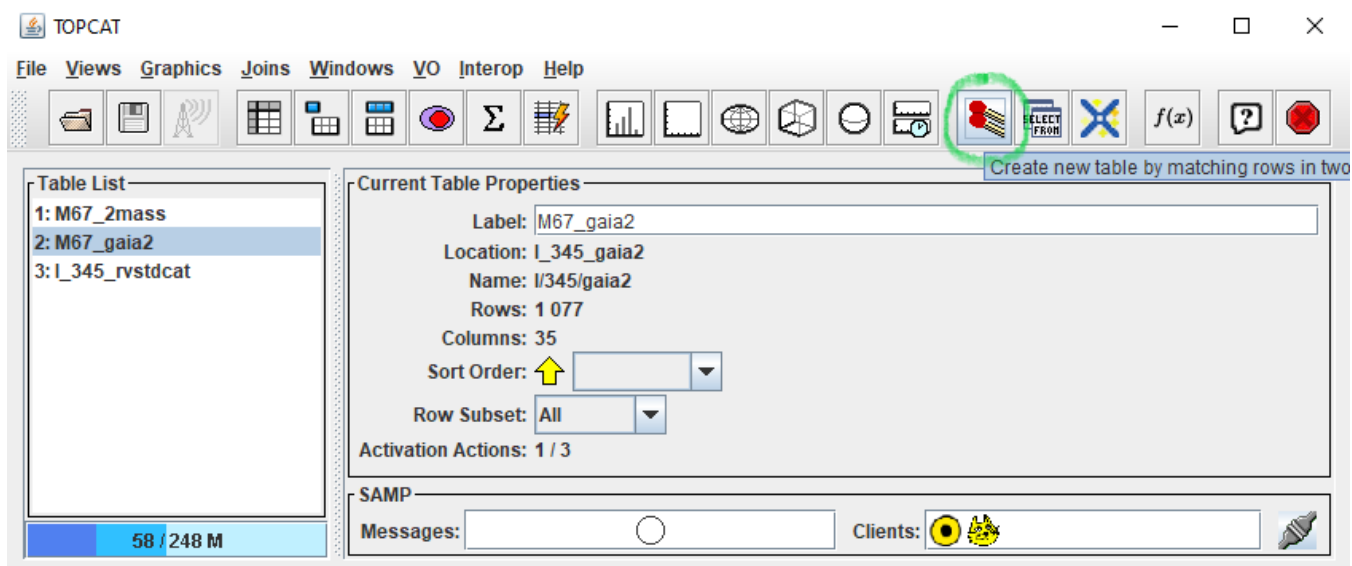 TOPCAT
File Views Graphics Joins Windows VO Interop Help
Σ
SELECT
FROM
f(x)
?
Create new table by matching rows in two
Table List
1: M67_2mass
2: M67_gaia2
3: I_345_rvstdcat
58 / 248 M
Current Table Properties
Label: M67_gaia2
Location: I_345_gaia2
Name: I/345/gaia2
Rows: 1 077
Columns: 35
Sort Order:
Row Subset: All
Activation Actions: 1 / 3
SAMP
Messages: Clients: